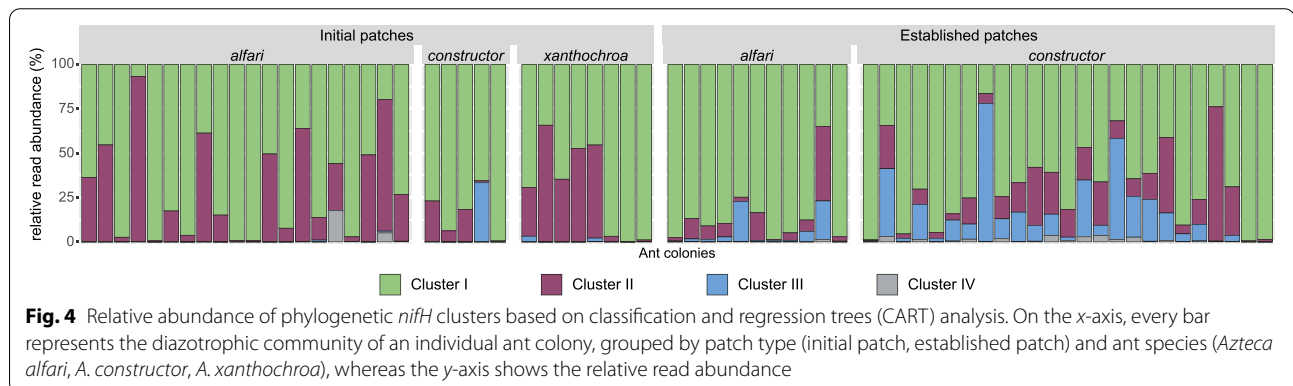 Initial patches
Established patches
alfari
constructor
xanthochroa
alfari
constructor
relative read abundance (%)
100
75
50
25
0
Ant colonies
Cluster I
Cluster II
Cluster III
Cluster IV
Fig. 4 Relative abundance of phylogenetic nifH clusters based on classification and regression trees (CART) analysis. On the x-axis, every bar
represents the diazotrophic community of an individual ant colony, grouped by patch type (initial patch, established patch) and ant species (Azteca
alfari, A. constructor, A. xanthochroa), whereas the y-axis shows the relative read abundance